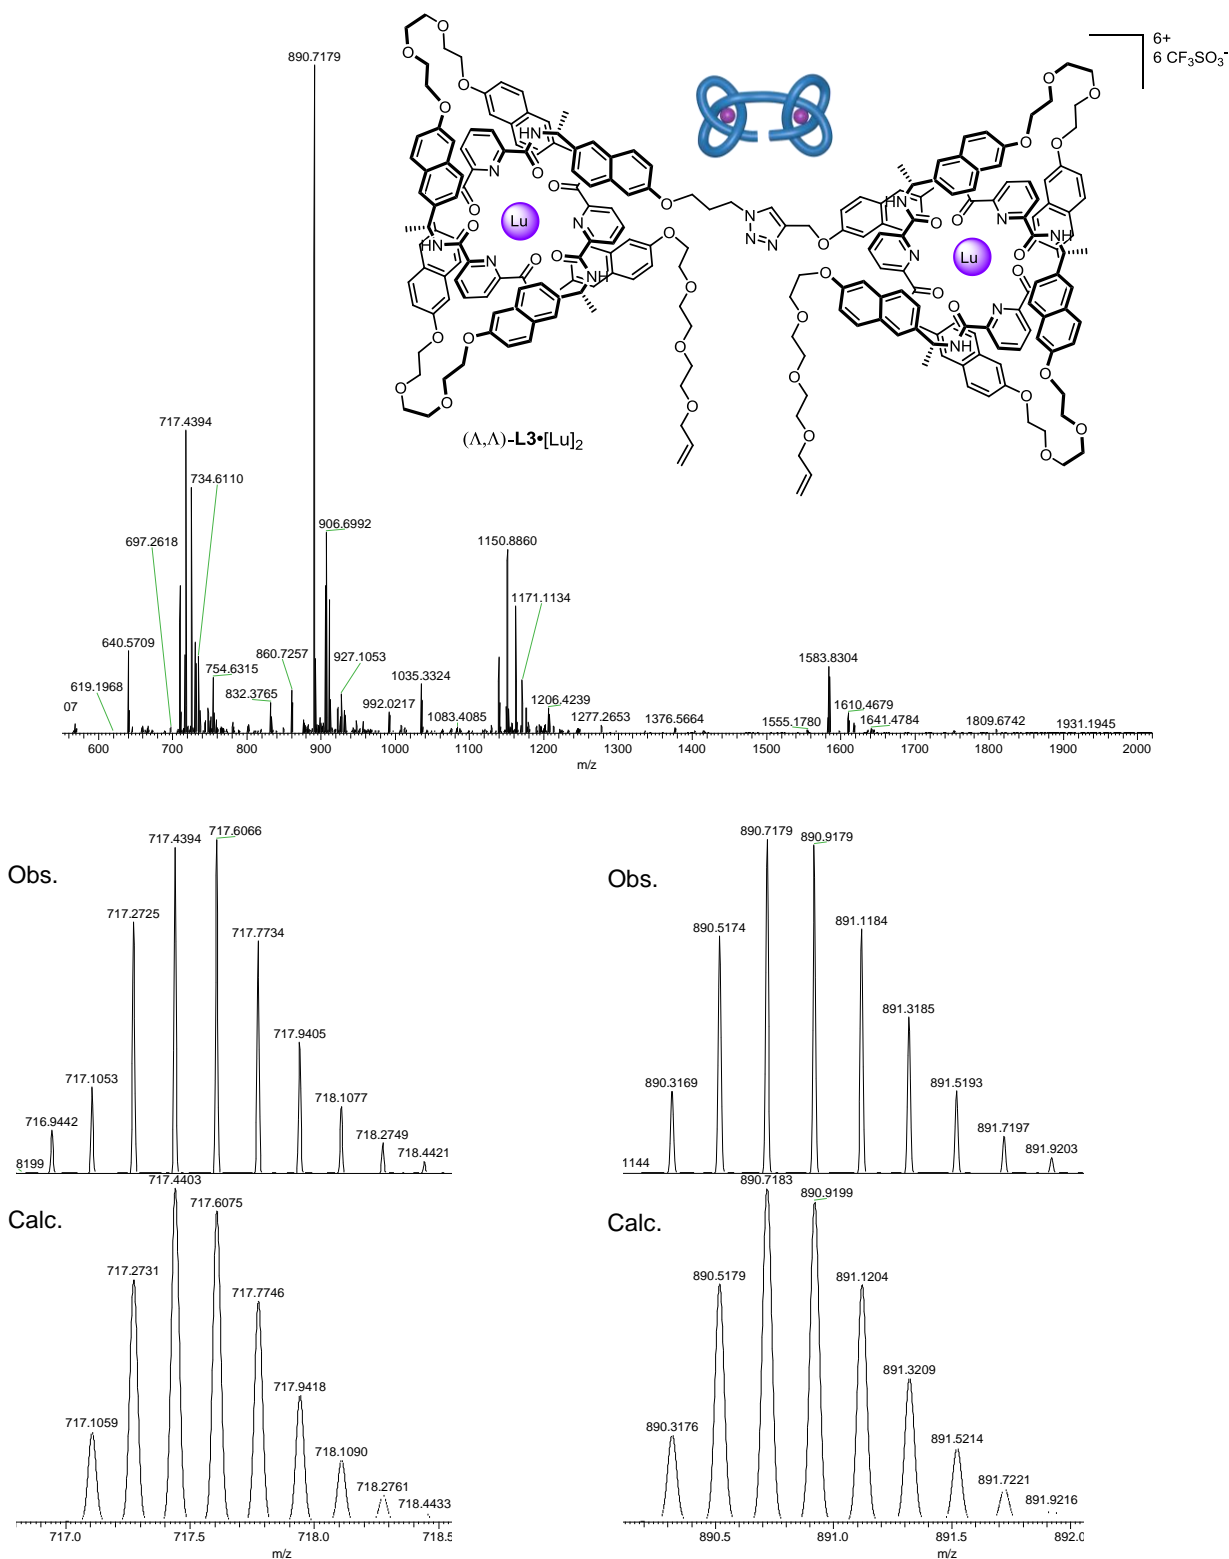 890.7179
6+
6 CF₃SO₃⁻
O
O
O
O
O
O
O
O
O
O
O
HN
N
O
O
O
N
O
O
NH
HN
N
O
O
Lu
N
N
N
O
HN
O
O
N
NH
O
O
O
N
O
O
N
NH
Lu
(Λ,Λ)-L3•[Lu]₂
717.4394
734.6110
697.2618
906.6992
1150.8860
1171.1134
640.5709
754.6315
860.7257
927.1053
832.3765
1035.3324
1583.8304
619.1968
07
992.0217
1083.4085
1206.4239
1277.2653
1376.5664
1555.1780
1610.4679
1641.4784
1809.6742
1931.1945
600 700 800 900 1000 1100 1200 1300 1400 1500 1600 1700 1800 1900 2000
m/z
Obs.
717.4394
717.6066
717.2725
717.7734
717.9405
717.1053
718.1077
716.9442
718.2749
718.4421
8199
Obs.
890.7179
890.9179
890.5174
891.1184
891.3185
890.3169
891.5193
891.7197
891.9203
1144
Calc.
717.4403
717.6075
717.2731
717.7746
717.9418
717.1059
718.1090
718.2761
718.4433
717.0 717.5 718.0 718.5
m/z
Calc.
890.7183
890.9199
890.5179
891.1204
891.3209
890.3176
891.5214
891.7221
891.9216
890.5 891.0 891.5 892.0
m/z